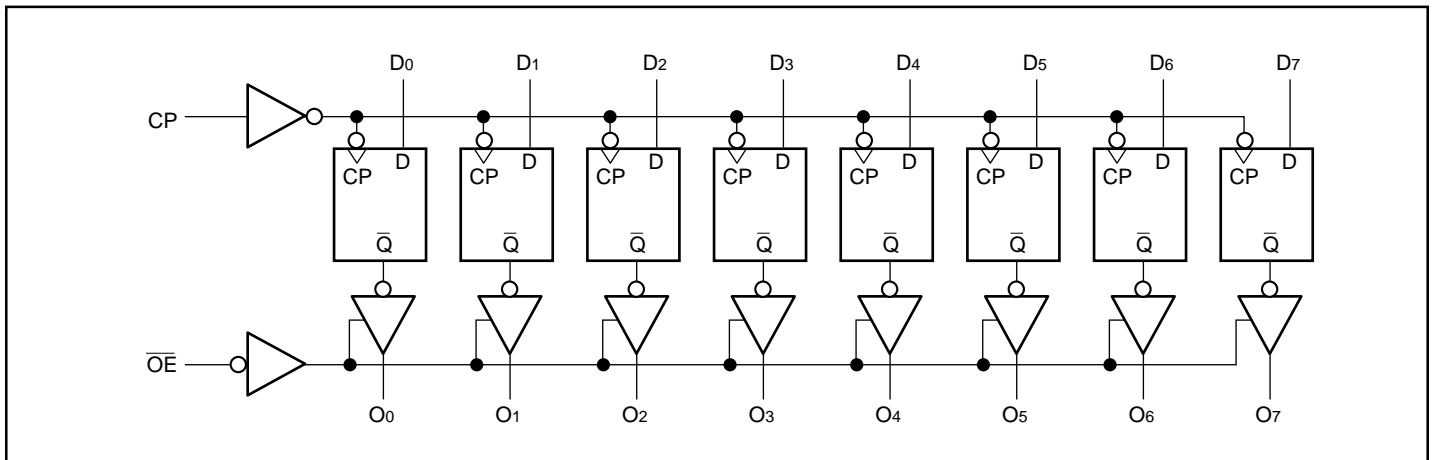 D0 D1 D2 D3 D4 D5 D6 D7
CP
CP D CP D CP D CP D CP D CP D CP D CP D
Q̅ Q̅ Q̅ Q̅ Q̅ Q̅ Q̅ Q̅
O̅E̅
O0 O1 O2 O3 O4 O5 O6 O7